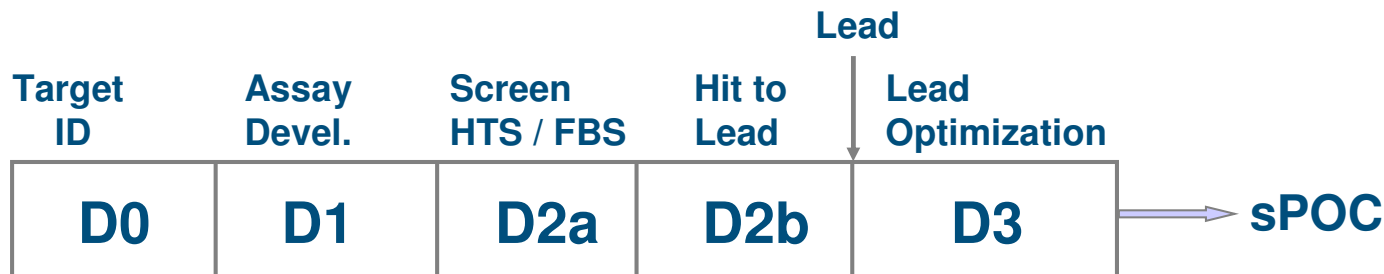 Lead
Target ID
Assay Devel.
Screen HTS / FBS
Hit to Lead
Lead Optimization
D0
D1
D2a
D2b
D3
sPOC